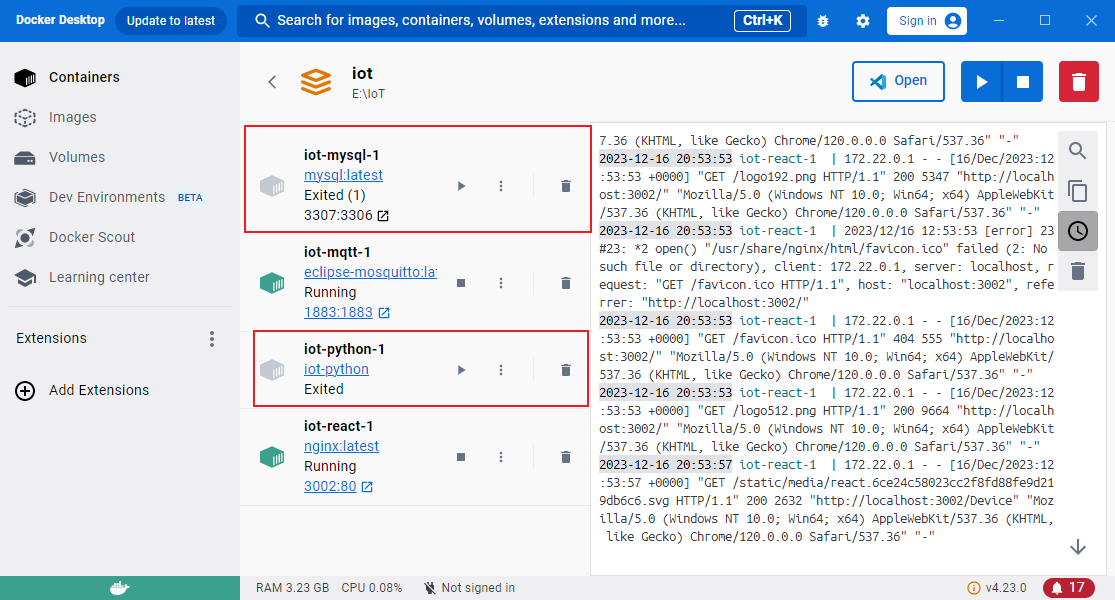 Docker Desktop
Update to latest
Search for images, containers, volumes, extensions and more...
Ctrl+K
Sign in
Containers
Images
Volumes
Dev Environments BETA
Docker Scout
Learning center
Extensions
Add Extensions
iot
E:\IoT
Open
iot-mysql-1
mysql:latest
Exited (1)
3307:3306
iot-mqtt-1
eclipse-mosquitto:lat
Running
1883:1883
iot-python-1
iot-python
Exited
iot-react-1
nginx:latest
Running
3002:80
7.36 (KHTML, like Gecko) Chrome/120.0.0.0 Safari/537.36" "-"
2023-12-16 20:53:53 iot-react-1 | 172.22.0.1 - - [16/Dec/2023:12
:53:53 +0000] "GET /logo192.png HTTP/1.1" 200 5347 "http://localh
ost:3002/" "Mozilla/5.0 (Windows NT 10.0; Win64; x64) AppleWebKit
/537.36 (KHTML, like Gecko) Chrome/120.0.0.0 Safari/537.36" "-"
2023-12-16 20:53:53 iot-react-1 | 2023/12/16 12:53:53 [error] 23
#23: *2 open() "/usr/share/nginx/html/favicon.ico" failed (2: No
such file or directory), client: 172.22.0.1, server: localhost, r
equest: "GET /favicon.ico HTTP/1.1", host: "localhost:3002", refe
rrer: "http://localhost:3002/"
2023-12-16 20:53:53 iot-react-1 | 172.22.0.1 - - [16/Dec/2023:12
:53:53 +0000] "GET /favicon.ico HTTP/1.1" 404 555 "http://localho
st:3002/" "Mozilla/5.0 (Windows NT 10.0; Win64; x64) AppleWebKit/
537.36 (KHTML, like Gecko) Chrome/120.0.0.0 Safari/537.36" "-"
2023-12-16 20:53:53 iot-react-1 | 172.22.0.1 - - [16/Dec/2023:12
:53:53 +0000] "GET /logo512.png HTTP/1.1" 200 9664 "http://localh
ost:3002/" "Mozilla/5.0 (Windows NT 10.0; Win64; x64) AppleWebKit
/537.36 (KHTML, like Gecko) Chrome/120.0.0.0 Safari/537.36" "-"
2023-12-16 20:53:57 iot-react-1 | 172.22.0.1 - - [16/Dec/2023:12
:53:57 +0000] "GET /static/media/react.6ce24c58023cc2f8fd88fe9d21
9db6c6.svg HTTP/1.1" 200 2632 "http://localhost:3002/Device" "Moz
illa/5.0 (Windows NT 10.0; Win64; x64) AppleWebKit/537.36 (KHTML,
like Gecko) Chrome/120.0.0.0 Safari/537.36" "-"
RAM 3.23 GB CPU 0.08% Not signed in
v4.23.0
17